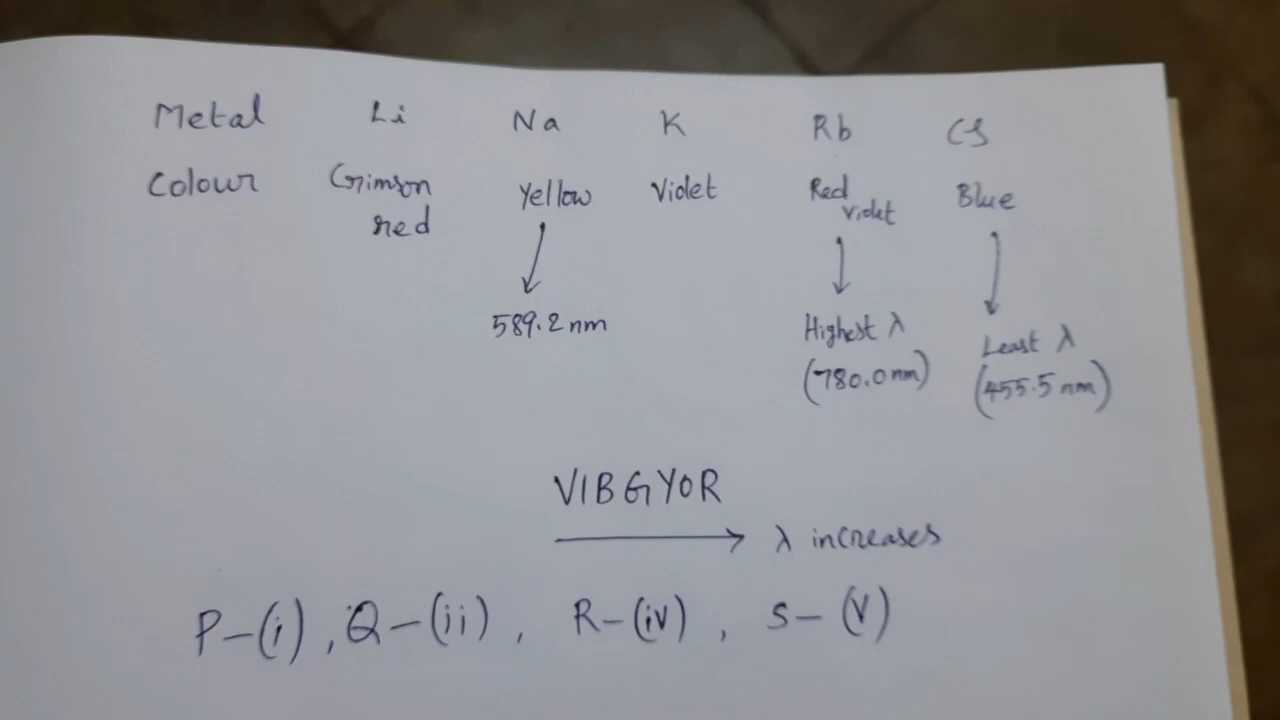 Metal Li Na K Rb Cs
Colour Crimson red Yellow Violet Red violet Blue
589.2 nm Highest λ (780.0 nm) Least λ (455.5 nm)
VIBGYOR
λ increases
P-(i), Q-(ii), R-(iv), S-(v)